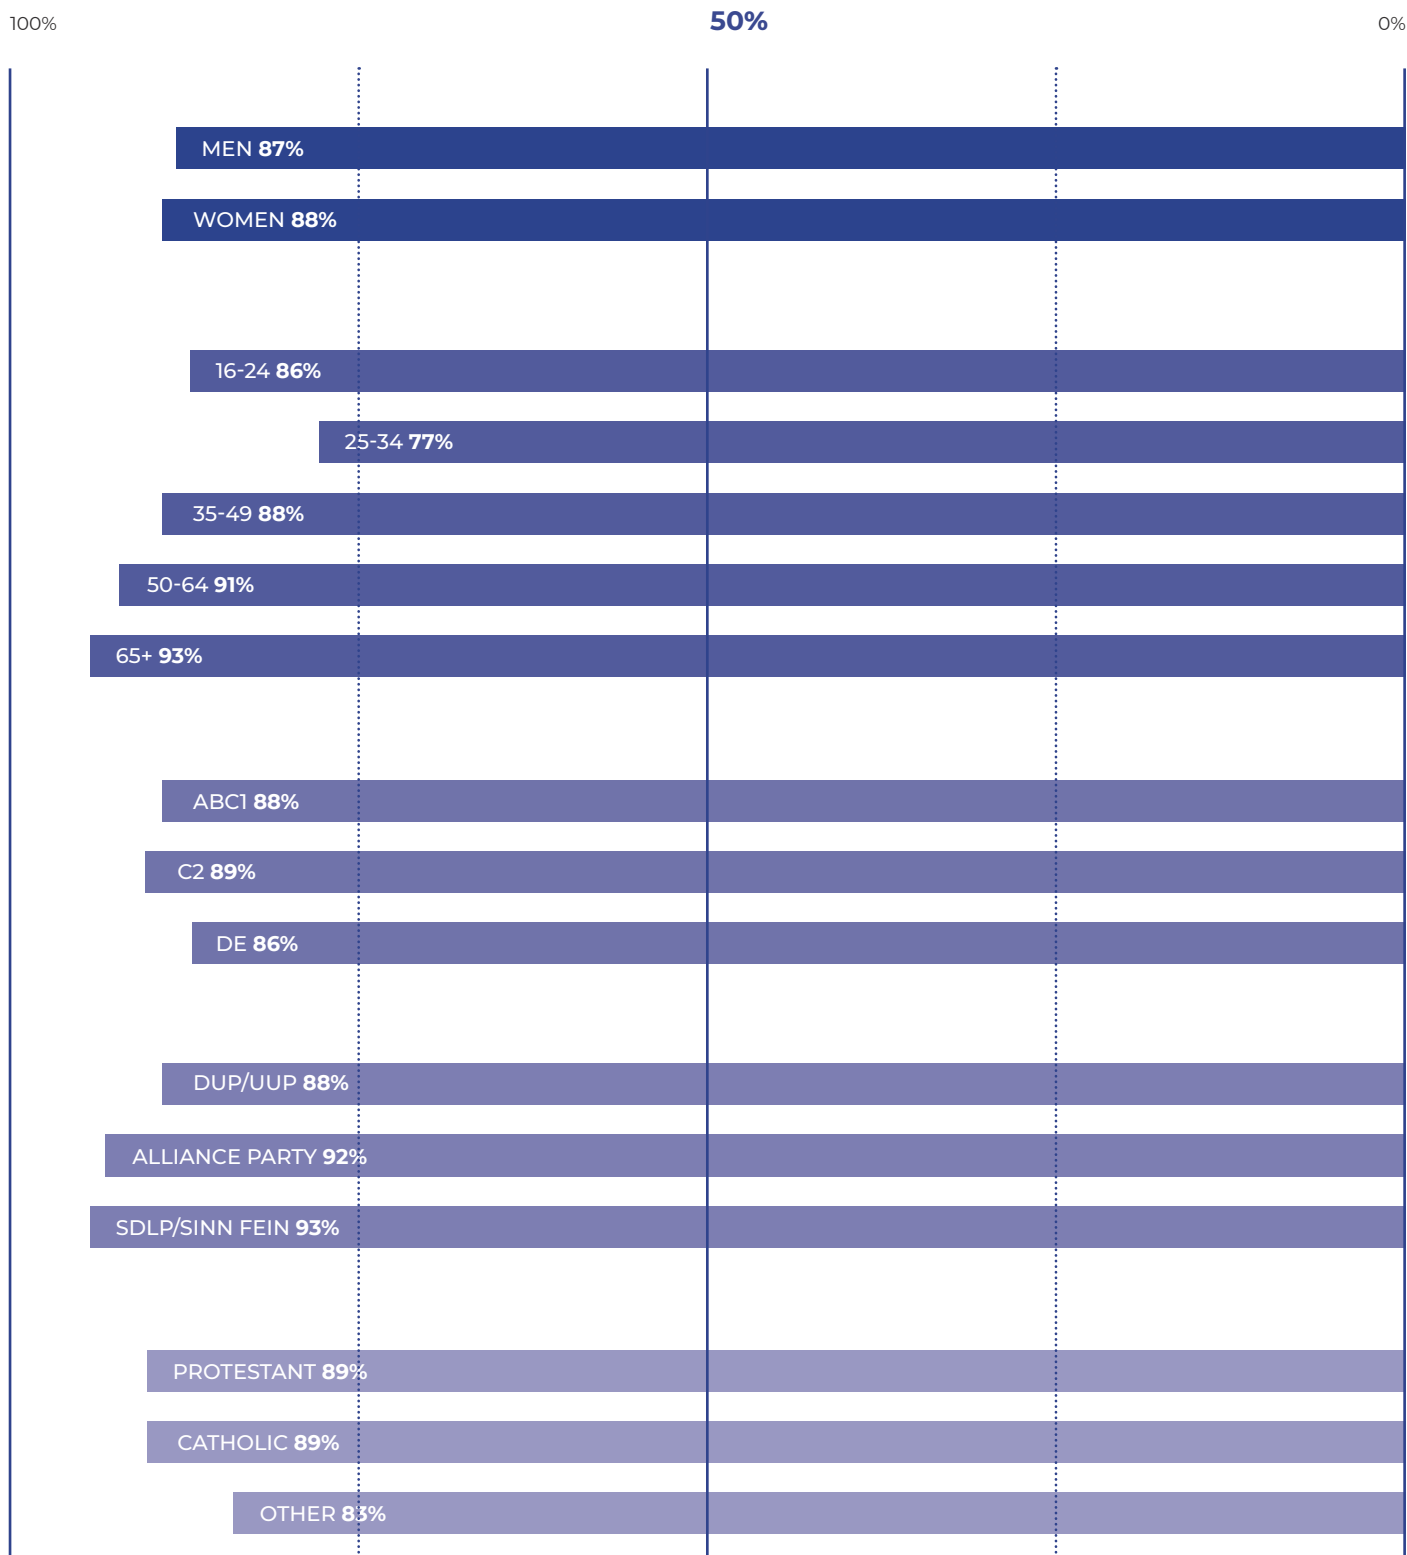 100% 50% 0%
MEN 87%
WOMEN 88%
16-24 86%
25-34 77%
35-49 88%
50-64 91%
65+ 93%
ABC1 88%
C2 89%
DE 86%
DUP/UUP 88%
ALLIANCE PARTY 92%
SDLP/SINN FEIN 93%
PROTESTANT 89%
CATHOLIC 89%
OTHER 83%